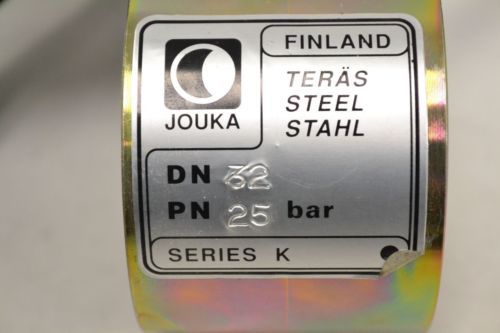 FINLAND
JOUKA
TERÄS
STEEL
STAHL
DN 32
PN 25 bar
SERIES K